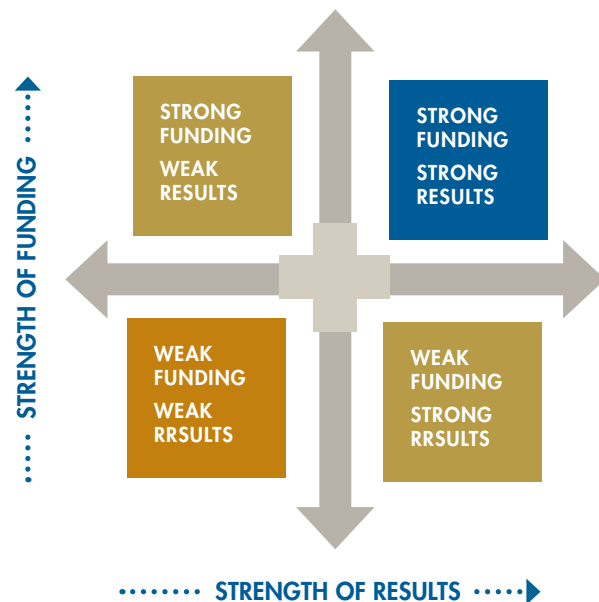 STRENGTH OF FUNDING
STRONG
FUNDING
WEAK
RESULTS
STRONG
FUNDING
STRONG
RESULTS
WEAK
FUNDING
WEAK
RRSULTS
WEAK
FUNDING
STRONG
RRSULTS
STRENGTH OF RESULTS